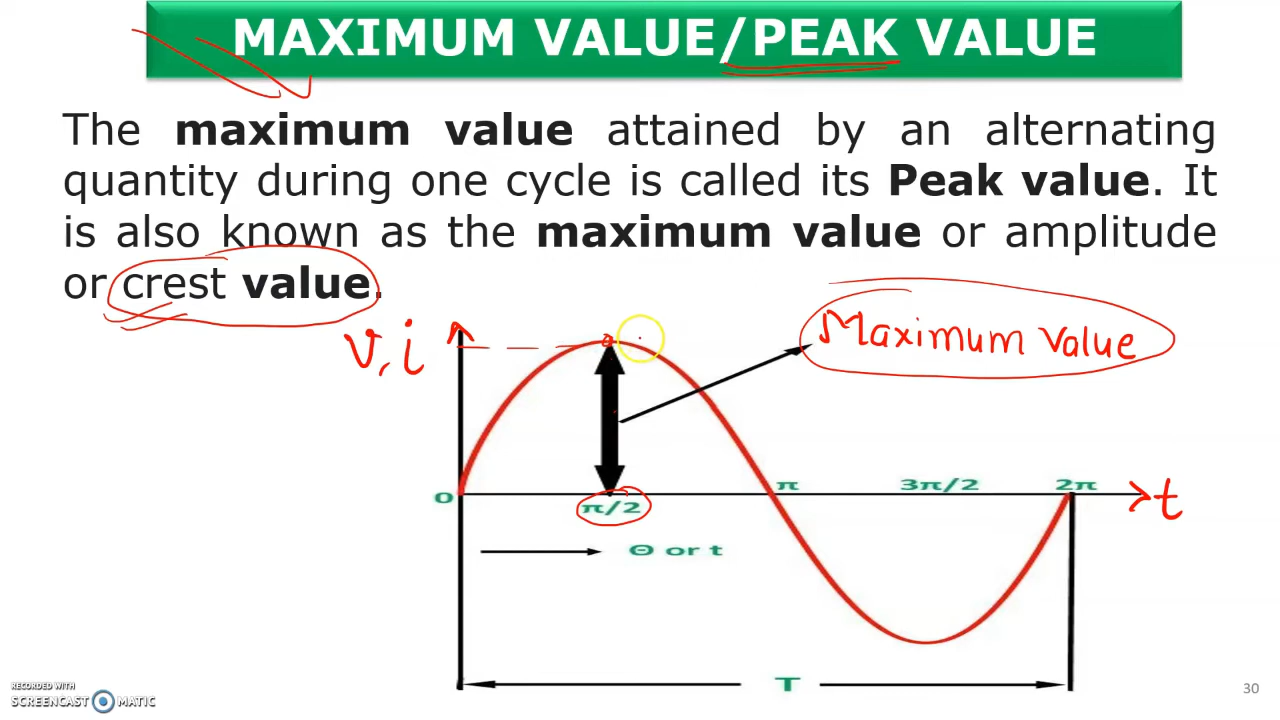 MAXIMUM VALUE/PEAK VALUE
The maximum value attained by an alternating
quantity during one cycle is called its Peak value. It
is also known as the maximum value or amplitude
or crest value.
V, i
Maximum Value
0
π/2
π
3π/2
2π
t
Θ or t
T
RECORDED WITH
SCREENCAST MATIC
30